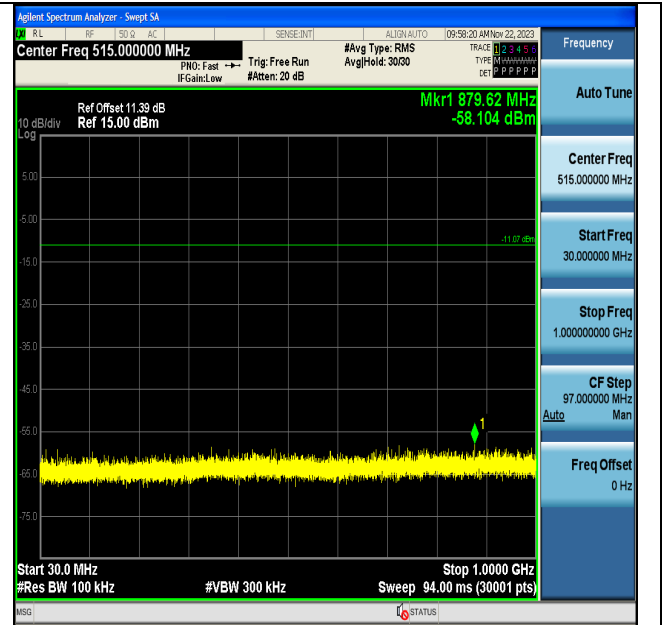 Agilent Spectrum Analyzer - Swept SA
LXI RL RF 50 Ω AC SENSE:INT ALIGN AUTO 09:58:20 AM Nov 22, 2023
Center Freq 515.000000 MHz #Avg Type: RMS TRACE 1 2 3 4 5 6
PNO: Fast Trig: Free Run Avg|Hold: 30/30 TYPE M
IFGain:Low #Atten: 20 dB DET P P P P P P
Frequency
Ref Offset 11.39 dB Mkr1 879.62 MHz
10 dB/div Ref 15.00 dBm -58.104 dBm
Log
5.00
-5.00
-11.07 dBm
-15.0
-25.0
-35.0
-45.0
-55.0
1
-65.0
-75.0
Start 30.0 MHz Stop 1.0000 GHz
#Res BW 100 kHz #VBW 300 kHz Sweep 94.00 ms (30001 pts)
MSG STATUS
Auto Tune
Center Freq
515.000000 MHz
Start Freq
30.000000 MHz
Stop Freq
1.000000000 GHz
CF Step
97.000000 MHz
Auto Man
Freq Offset
0 Hz